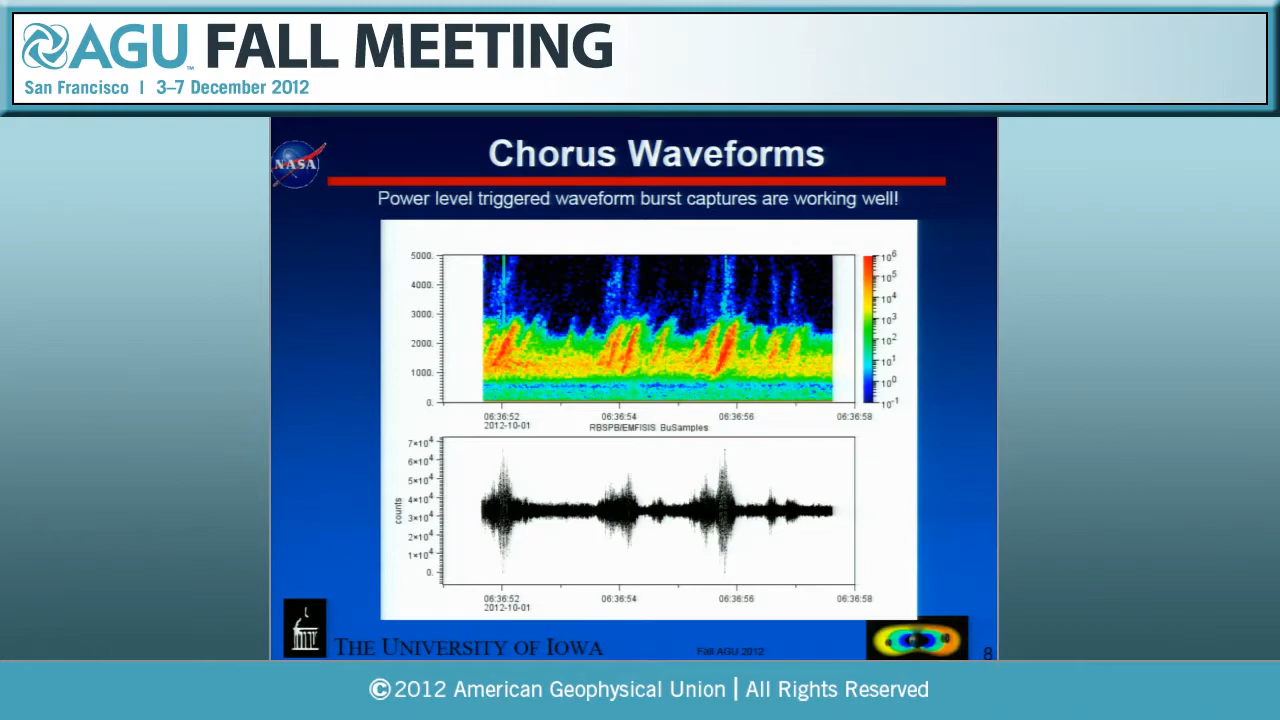 AGU FALL MEETING
San Francisco | 3–7 December 2012
NASA
Chorus Waveforms
Power level triggered waveform burst captures are working well!
5000.
4000.
3000.
2000.
1000.
0.
10^6
10^5
10^4
10^3
10^2
10^1
10^0
10^-1
06:36:52 06:36:54 06:36:56 06:36:58
2012-10-01
RBSPB/EMFISIS BuSamples
7×10^4
6×10^4
5×10^4
4×10^4
3×10^4
2×10^4
1×10^4
0.
counts
06:36:52 06:36:54 06:36:56 06:36:58
2012-10-01
THE UNIVERSITY OF IOWA
Fall AGU 2012
8
©2012 American Geophysical Union | All Rights Reserved